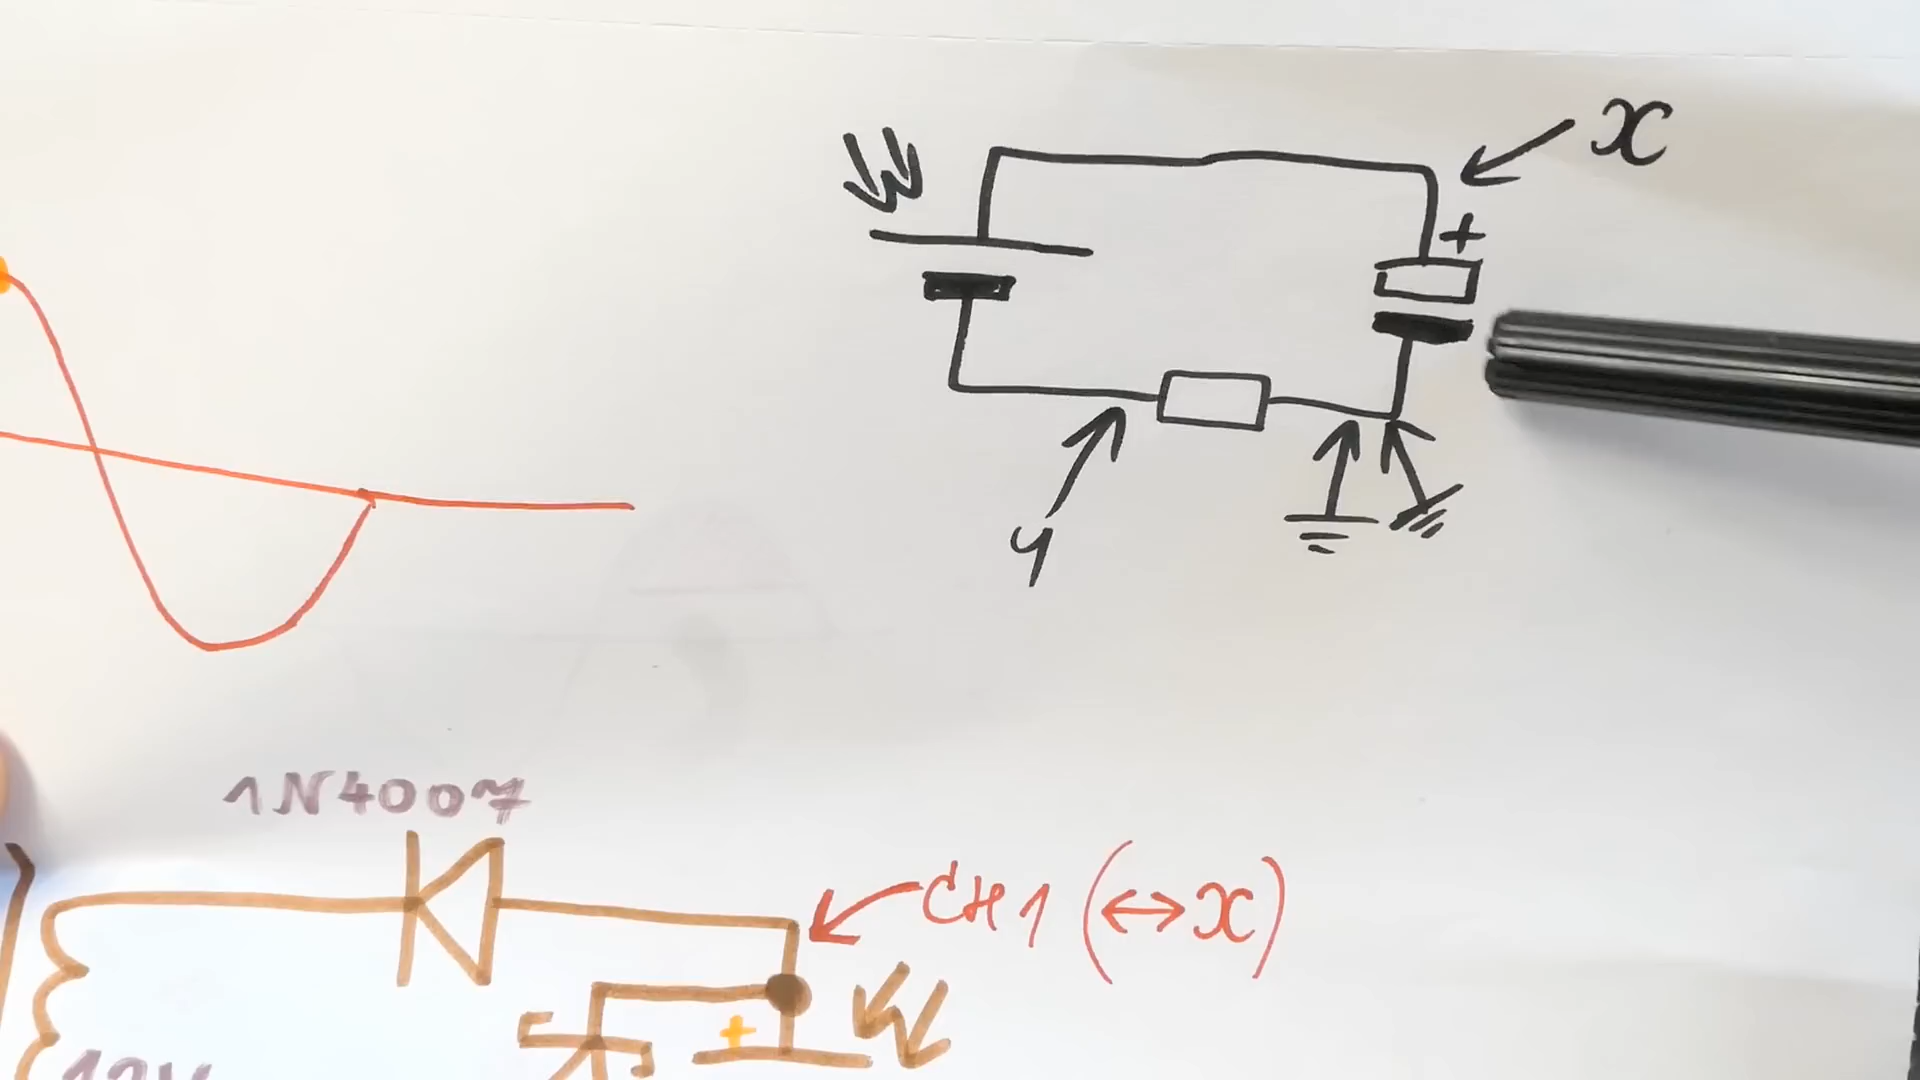 x
+
y
1N4007
CH1 (↔x)
+